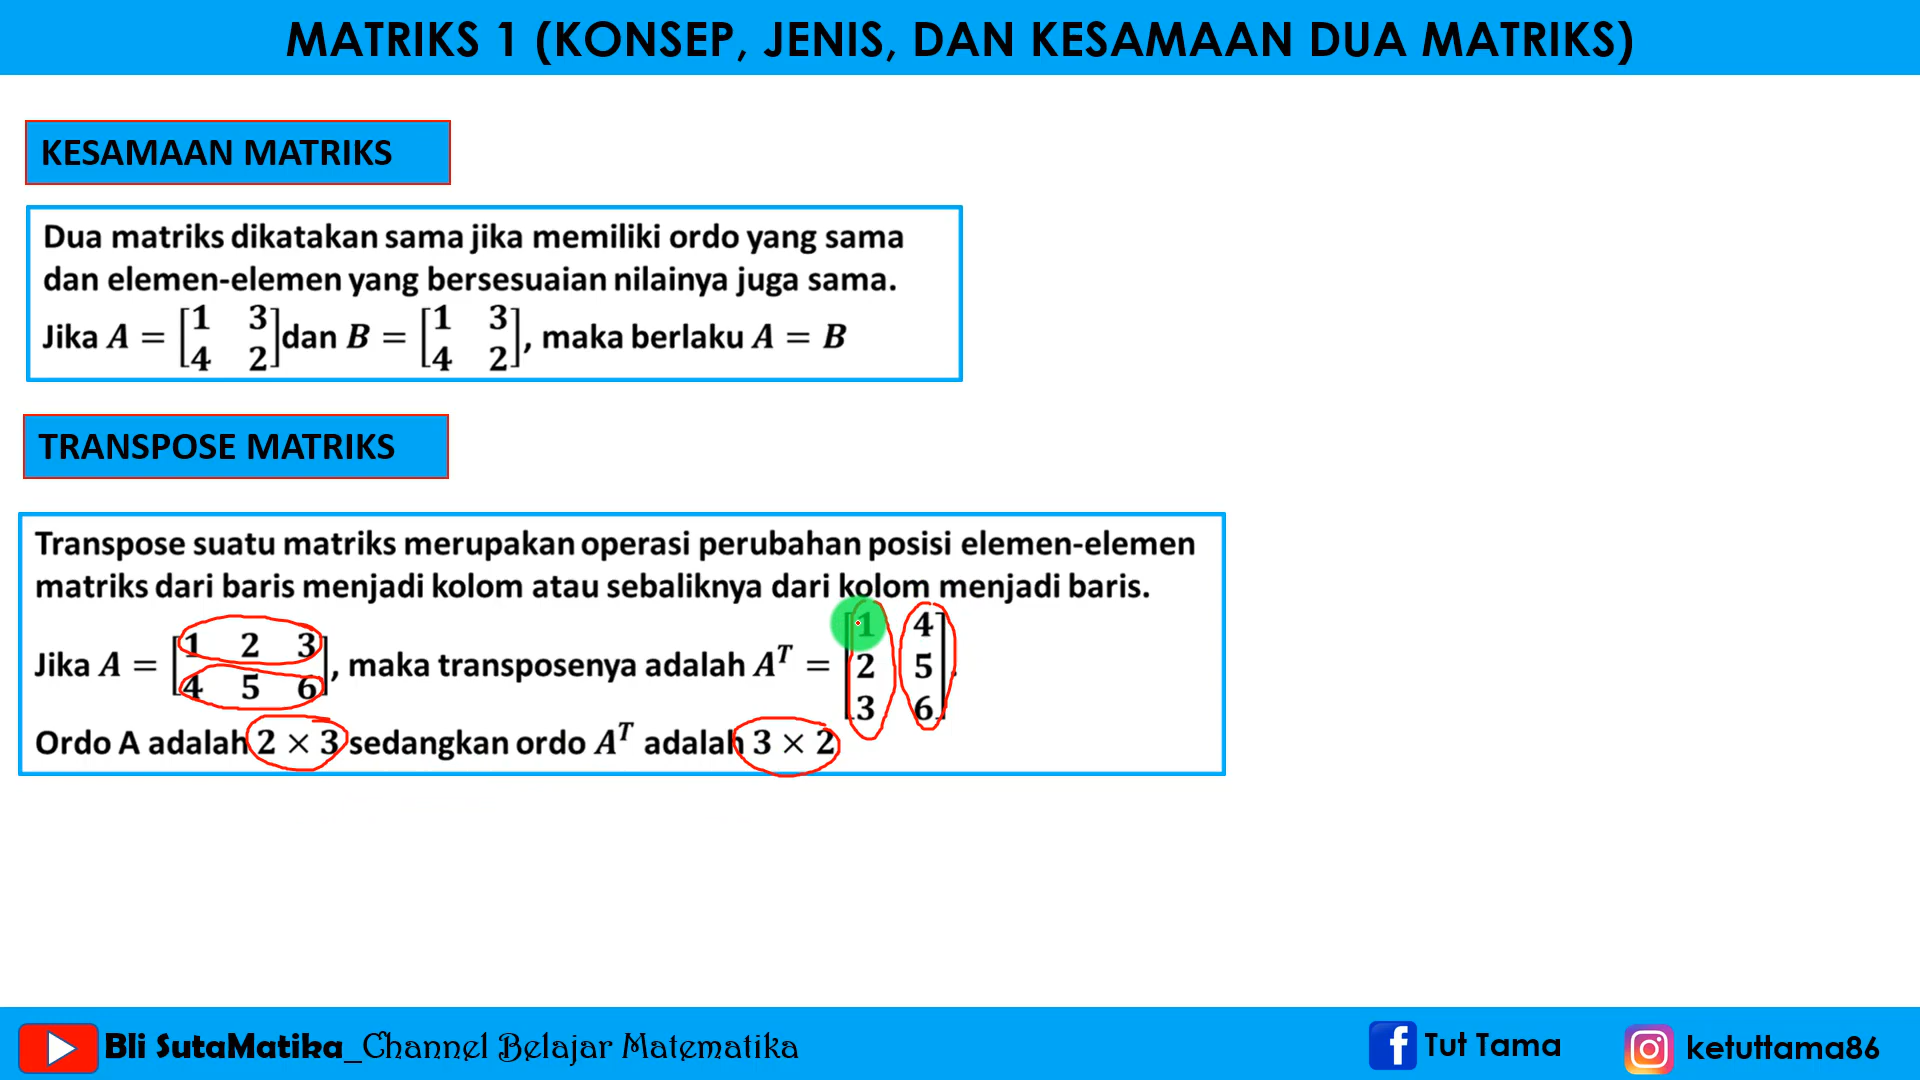 MATRIKS 1 (KONSEP, JENIS, DAN KESAMAAN DUA MATRIKS)
KESAMAAN MATRIKS
Dua matriks dikatakan sama jika memiliki ordo yang sama
dan elemen-elemen yang bersesuaian nilainya juga sama.
Jika A = [1 3; 4 2] dan B = [1 3; 4 2], maka berlaku A = B
TRANSPOSE MATRIKS
Transpose suatu matriks merupakan operasi perubahan posisi elemen-elemen
matriks dari baris menjadi kolom atau sebaliknya dari kolom menjadi baris.
Jika A = [1 2 3; 4 5 6], maka transposenya adalah Aᵀ = [1 4; 2 5; 3 6].
Ordo A adalah 2 × 3 sedangkan ordo Aᵀ adalah 3 × 2
Bli SutaMatika_Channel Belajar Matematika
Tut Tama
ketuttama86